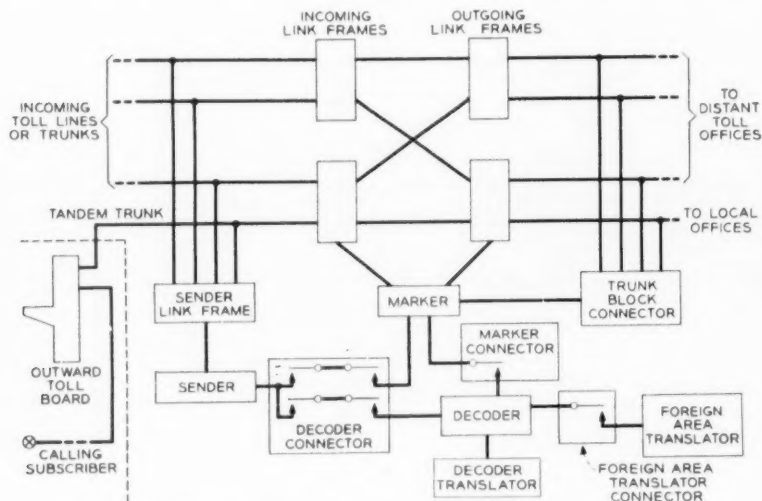 INCOMING
LINK FRAMES
OUTGOING
LINK FRAMES
INCOMING
TOLL LINES
OR TRUNKS
TO
DISTANT
TOLL
OFFICES
TANDEM TRUNK
TO LOCAL
OFFICES
SENDER
LINK FRAME
MARKER
TRUNK
BLOCK
CONNECTOR
MARKER
CONNECTOR
OUTWARD
TOLL
BOARD
SENDER
DECODER
CONNECTOR
DECODER
FOREIGN
AREA
TRANSLATOR
CALLING
SUBSCRIBER
DECODER
TRANSLATOR
FOREIGN AREA
TRANSLATOR
CONNECTOR